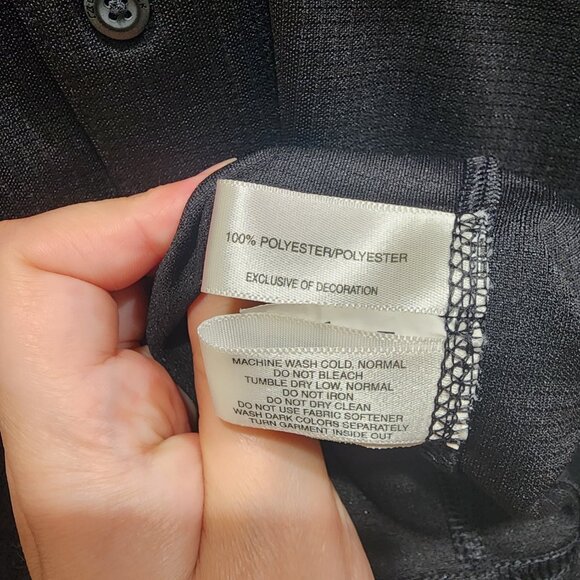 100% POLYESTER/POLYESTER
EXCLUSIVE OF DECORATION
MACHINE WASH COLD, NORMAL
DO NOT BLEACH
TUMBLE DRY LOW, NORMAL
DO NOT IRON
DO NOT DRY CLEAN
DO NOT USE FABRIC SOFTENER
WASH DARK COLORS SEPARATELY
TURN GARMENT INSIDE OUT